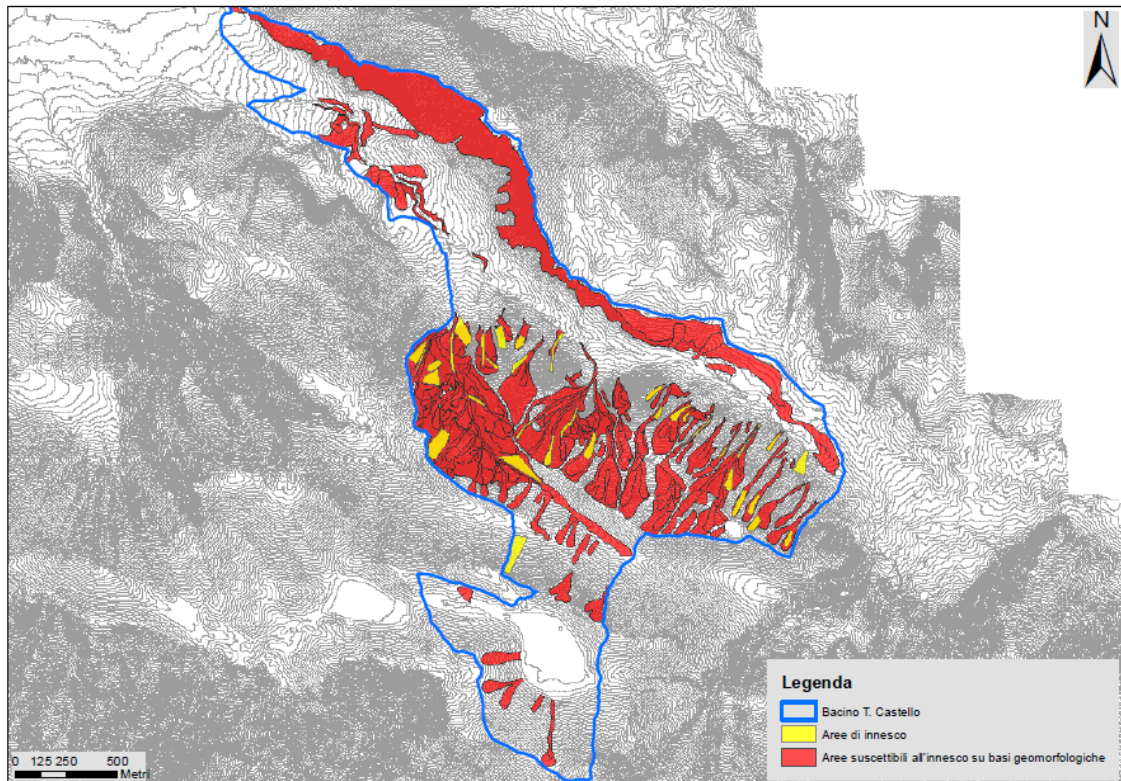 N
Legenda
Bacino T. Castello
Aree di innesco
Aree suscettibili all'innesco su basi geomorfologiche
0 125 250 500
Metri